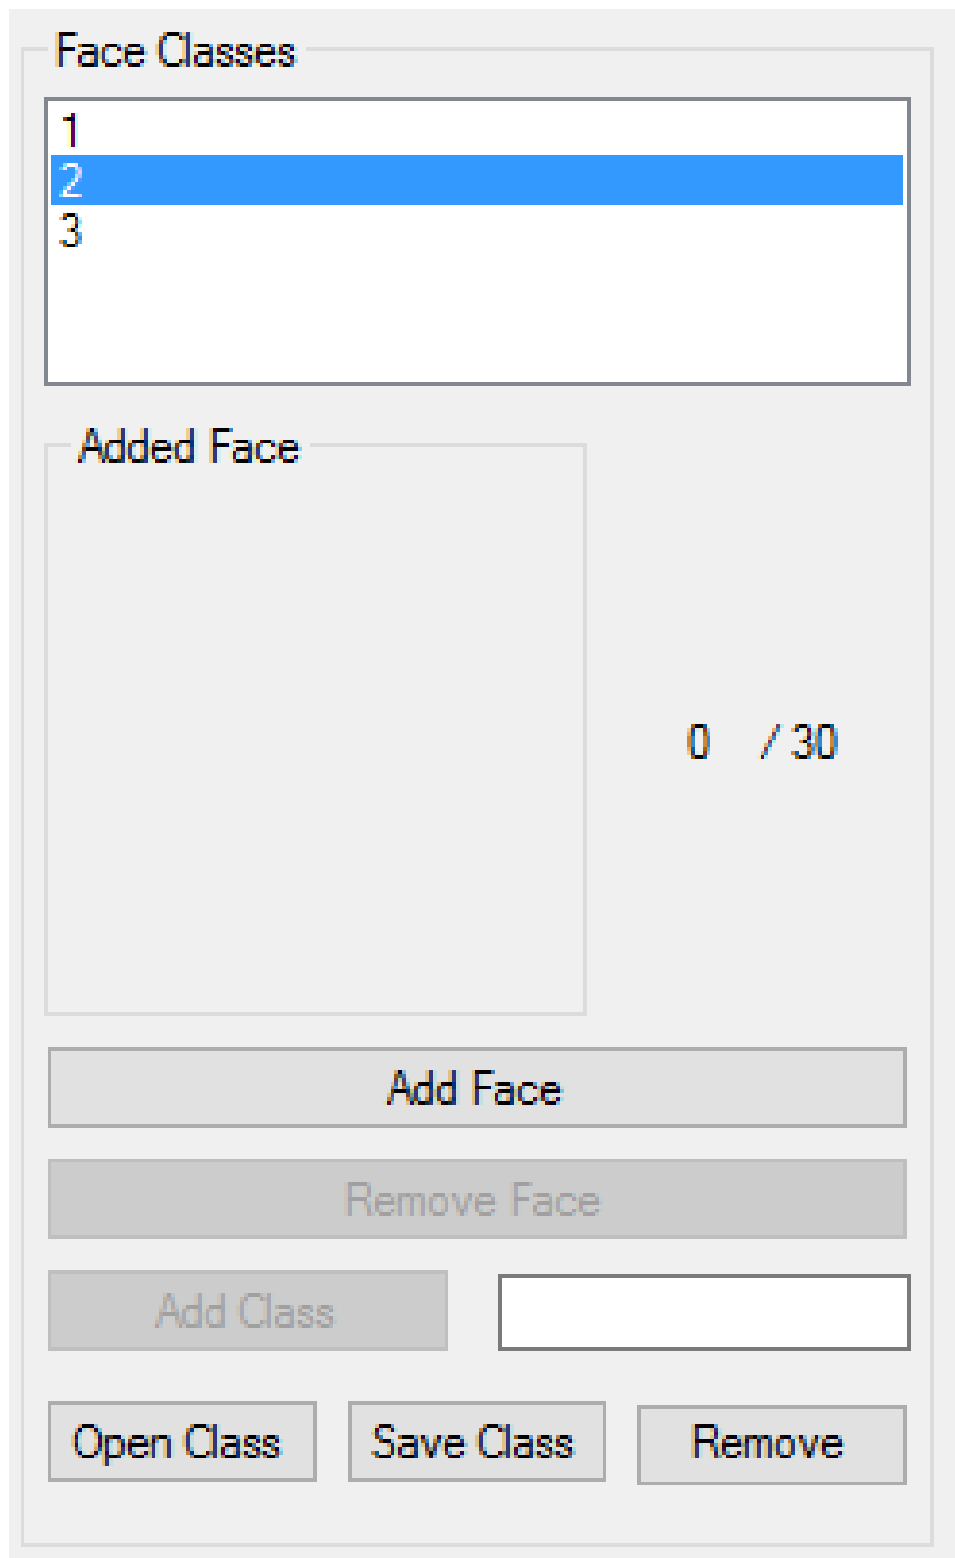 Face Classes
1
2
3
Added Face
0 / 30
Add Face
Remove Face
Add Class
Open Class Save Class Remove